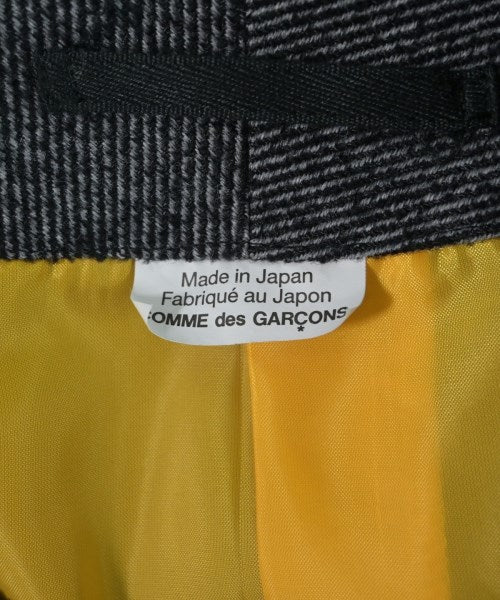 Made in Japan
Fabriqué au Japon
COMME des GARÇONS
*